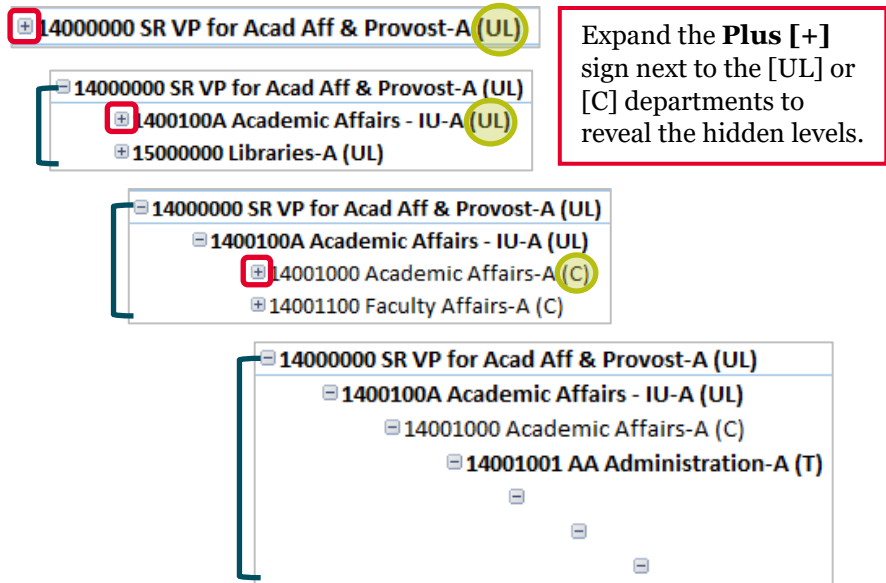 14000000 SR VP for Acad Aff & Provost-A (UL)
Expand the Plus [+]
sign next to the [UL] or
[C] departments to
reveal the hidden levels.
14000000 SR VP for Acad Aff & Provost-A (UL)
1400100A Academic Affairs - IU-A (UL)
15000000 Libraries-A (UL)
14000000 SR VP for Acad Aff & Provost-A (UL)
1400100A Academic Affairs - IU-A (UL)
14001000 Academic Affairs-A (C)
14001100 Faculty Affairs-A (C)
14000000 SR VP for Acad Aff & Provost-A (UL)
1400100A Academic Affairs - IU-A (UL)
14001000 Academic Affairs-A (C)
14001001 AA Administration-A (T)